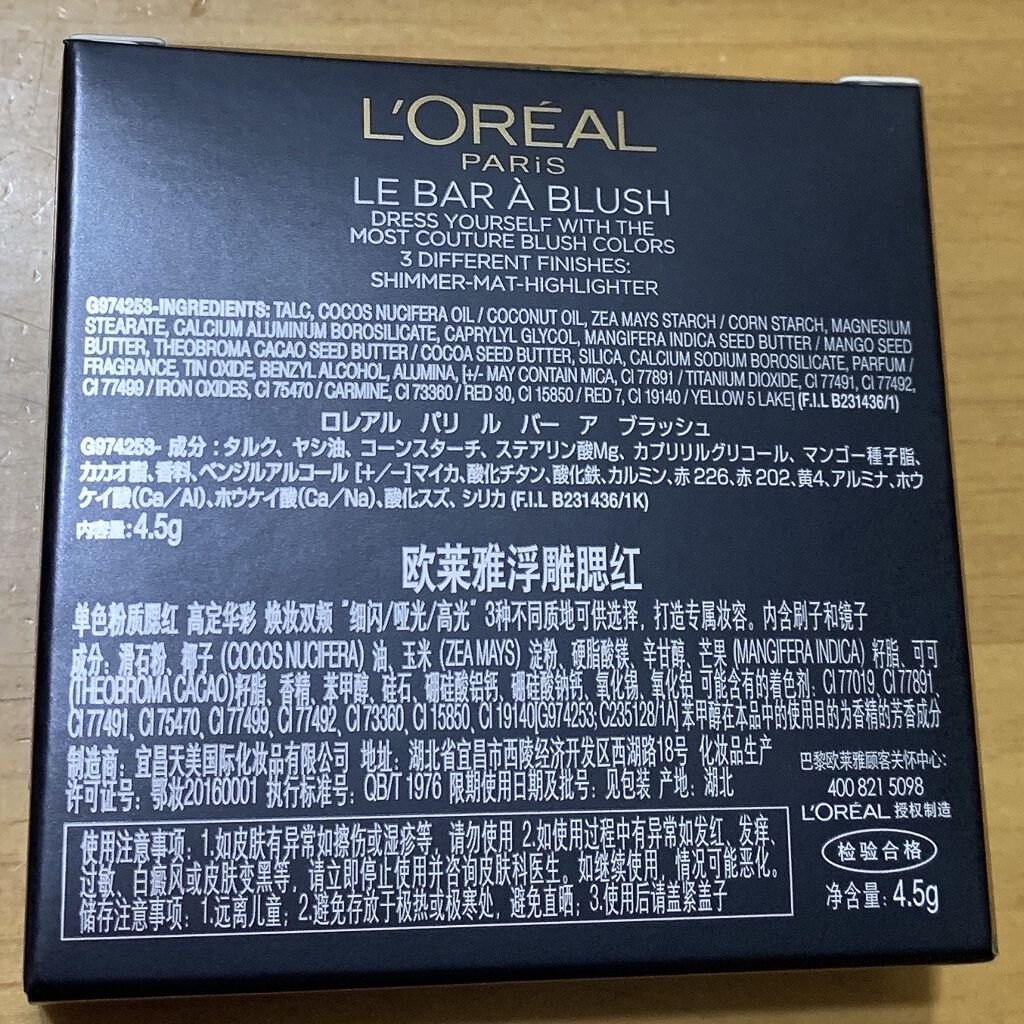 L'ORÉAL
PARiS
LE BAR À BLUSH
DRESS YOURSELF WITH THE
MOST COUTURE BLUSH COLORS
3 DIFFERENT FINISHES:
SHIMMER-MAT-HIGHLIGHTER
G974253-INGREDIENTS: TALC, COCOS NUCIFERA OIL / COCONUT OIL, ZEA MAYS STARCH / CORN STARCH, MAGNESIUM
STEARATE, CALCIUM ALUMINUM BOROSILICATE, CAPRYLYL GLYCOL, MANGIFERA INDICA SEED BUTTER / MANGO SEED
BUTTER, THEOBROMA CACAO SEED BUTTER / COCOA SEED BUTTER, SILICA, CALCIUM SODIUM BOROSILICATE, PARFUM /
FRAGRANCE, TIN OXIDE, BENZYL ALCOHOL, ALUMINA, [+/- MAY CONTAIN MICA, CI 77891 / TITANIUM DIOXIDE, CI 77491, CI 77492,
CI 77499 / IRON OXIDES, CI 75470 / CARMINE, CI 73360 / RED 30, CI 15850 / RED 7, CI 19140 / YELLOW 5 LAKE] (F.I.L B231436/1)
ロレアル パリ ル バー ア ブラッシュ
G974253- 成分：タルク、ヤシ油、コーンスターチ、ステアリン酸Mg、カプリリルグリコール、マンゴー種子脂、
カカオ脂、香料、ベンジルアルコール [+/-]マイカ、酸化チタン、酸化鉄、カルミン、赤226、赤202、黄4、アルミナ、ホウ
ケイ酸(Ca/Al)、ホウケイ酸(Ca/Na)、酸化スズ、シリカ (F.I.L B231436/1K)
内容量:4.5g
欧莱雅浮雕腮红
单色粉质腮红 高定华彩 焕妆双颊 "细闪/哑光/高光" 3种不同质地可供选择，打造专属妆容。内含刷子和镜子
成分：滑石粉、椰子 (COCOS NUCIFERA) 油、玉米 (ZEA MAYS) 淀粉、硬脂酸镁、辛甘醇、芒果 (MANGIFERA INDICA) 籽脂、可可
(THEOBROMA CACAO)籽脂、香精、苯甲醇、硅石、硼硅酸铝钙、硼硅酸钠钙、氧化锡、氧化铝 可能含有的着色剂：CI 77019、CI 77891、
CI 77491、CI 75470、CI 77499、CI 77492、CI 73360、CI 15850、CI 19140[G974253;C235128/1A] 苯甲醇在本品中的使用目的为香精的芳香成分
制造商：宜昌天美国际化妆品有限公司 地址：湖北省宜昌市西陵经济开发区西湖路18号 化妆品生产
许可证号：鄂妆20160001 执行标准号：QB/T 1976 限期使用日期及批号：见包装 产地：湖北
巴黎欧莱雅顾客关怀中心：
400 821 5098
L'ORÉAL 授权制造
检验合格
净含量：4.5g
使用注意事项：1.如皮肤有异常如擦伤或湿疹等，请勿使用 2.如使用过程中有异常如发红、发痒、
过敏、白癜风或皮肤变黑等，请立即停止使用并咨询皮肤科医生。如继续使用，情况可能恶化。
储存注意事项：1.远离儿童；2.避免存放于极热或极寒处，避免直晒；3.使用后请盖紧盖子